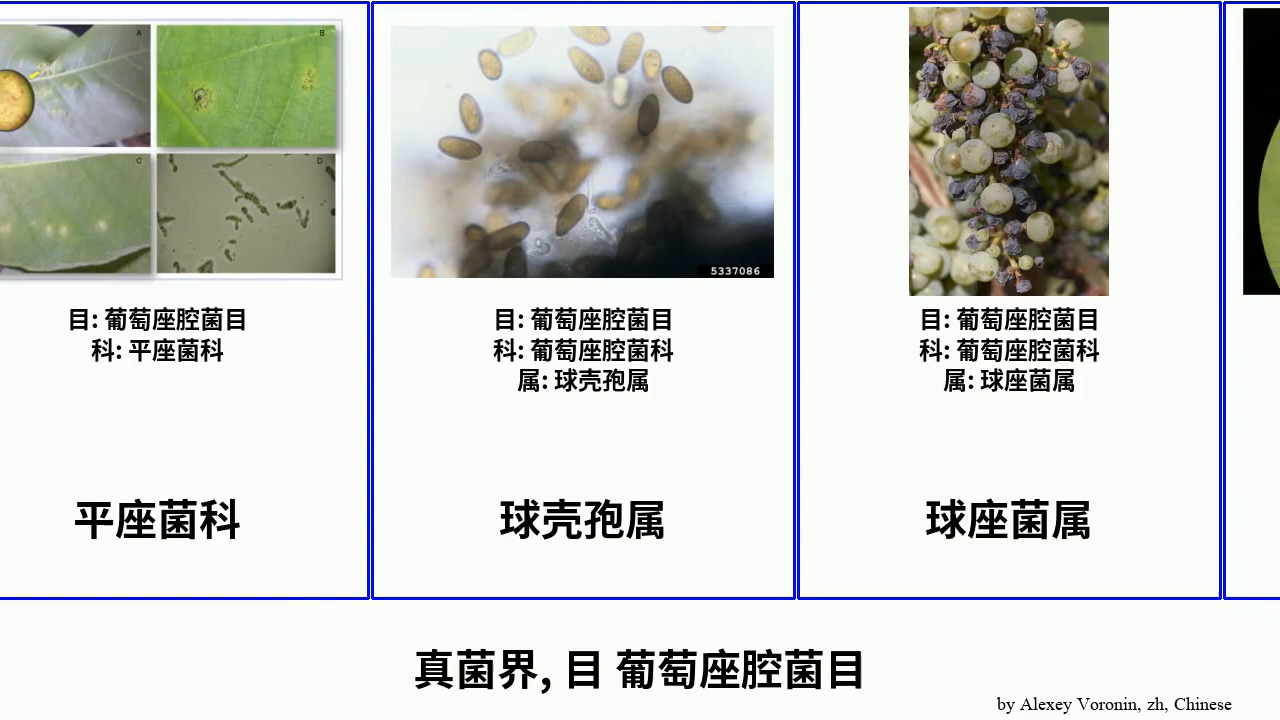 A
B
C
D
5337086
目: 葡萄座腔菌目
科: 平座菌科
目: 葡萄座腔菌目
科: 葡萄座腔菌科
属: 球壳孢属
目: 葡萄座腔菌目
科: 葡萄座腔菌科
属: 球座菌属
平座菌科
球壳孢属
球座菌属
真菌界, 目 葡萄座腔菌目
by Alexey Voronin, zh, Chinese